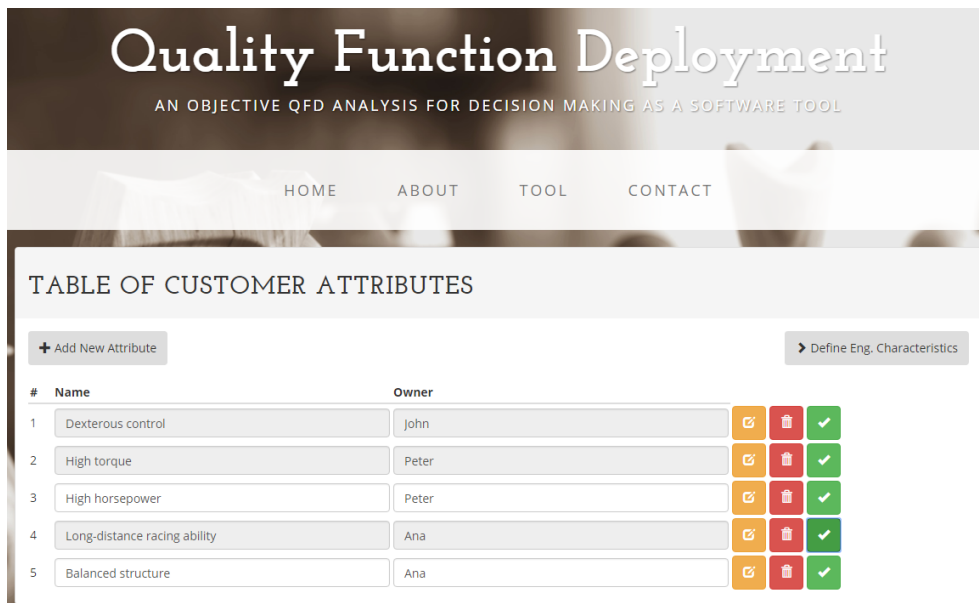 Quality Function Deployment
AN OBJECTIVE QFD ANALYSIS FOR DECISION MAKING AS A SOFTWARE TOOL
HOME ABOUT TOOL CONTACT
TABLE OF CUSTOMER ATTRIBUTES
Add New Attribute Define Eng. Characteristics
# Name Owner
1 Dexterous control John
2 High torque Peter
3 High horsepower Peter
4 Long-distance racing ability Ana
5 Balanced structure Ana